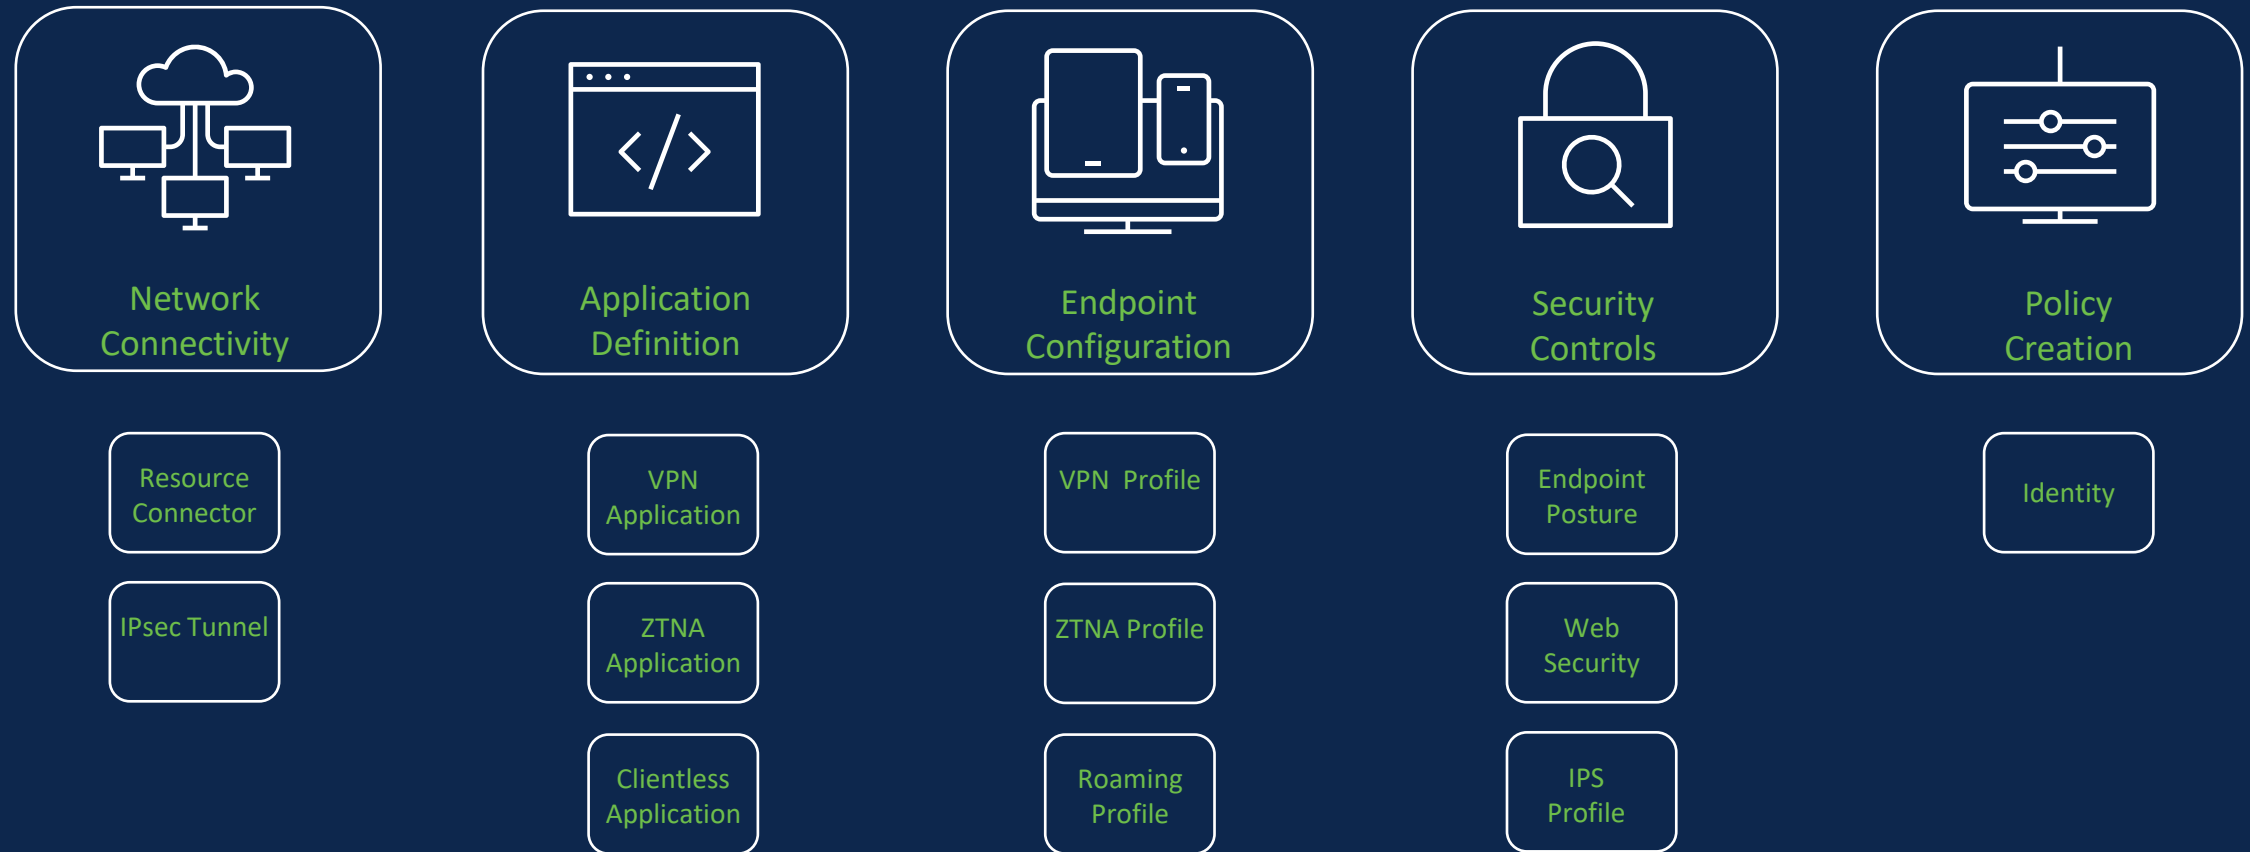 Network
Connectivity
Application
Definition
Endpoint
Configuration
Security
Controls
Policy
Creation
Resource
Connector
VPN
Application
VPN  Profile
Endpoint
Posture
Identity
IPsec Tunnel
ZTNA
Application
ZTNA Profile
Web
Security
Clientless
Application
Roaming
Profile
IPS
Profile